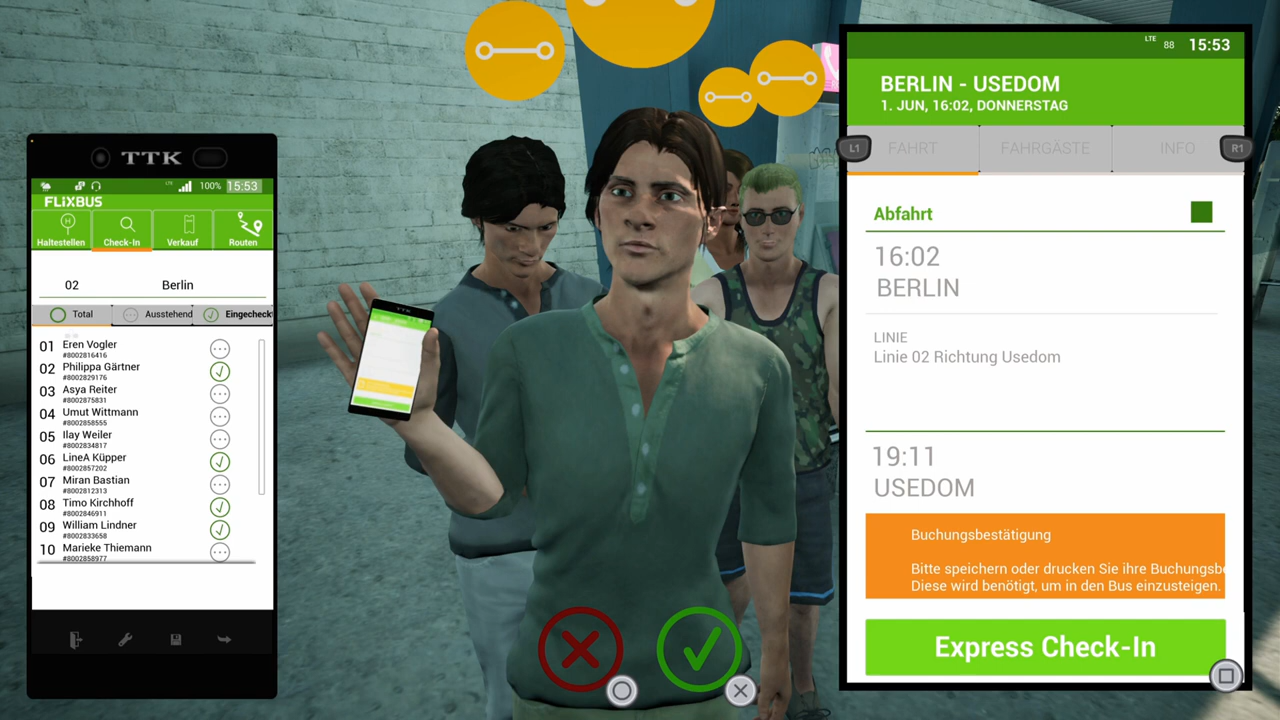 TTK
LTE
100%
15:53
FLiXBUS
Haltestellen
Check-In
Verkauf
Routen
02
Berlin
Total
Ausstehend
Eingecheckt
01 Eren Vogler
#8002816416
02 Philippa Gärtner
#8002829176
03 Asya Reiter
#8002875831
04 Umut Wittmann
#8002858555
05 Ilay Weiler
#8002834817
06 LineA Küpper
#8002857202
07 Miran Bastian
#8002812313
08 Timo Kirchhoff
#8002846911
09 William Lindner
#8002833658
10 Marieke Thiemann
#8002858977
TTK
LTE
88
15:53
BERLIN - USEDOM
1. JUN, 16:02, DONNERSTAG
L1
FAHRT
FAHRGÄSTE
INFO
R1
Abfahrt
16:02
BERLIN
LINIE
Linie 02 Richtung Usedom
19:11
USEDOM
Buchungsbestätigung
Bitte speichern oder drucken Sie ihre Buchungsbe
Diese wird benötigt, um in den Bus einzusteigen.
Express Check-In